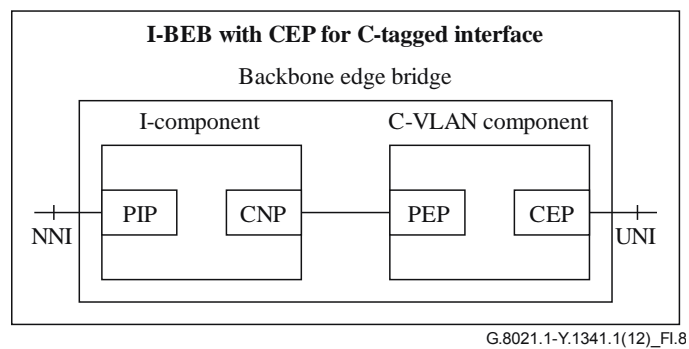 I-BEB with CEP for C-tagged interface
Backbone edge bridge
I-component
C-VLAN component
PIP
CNP
PEP
CEP
NNI
UNI
G.8021.1-Y.1341.1(12)_FI.8